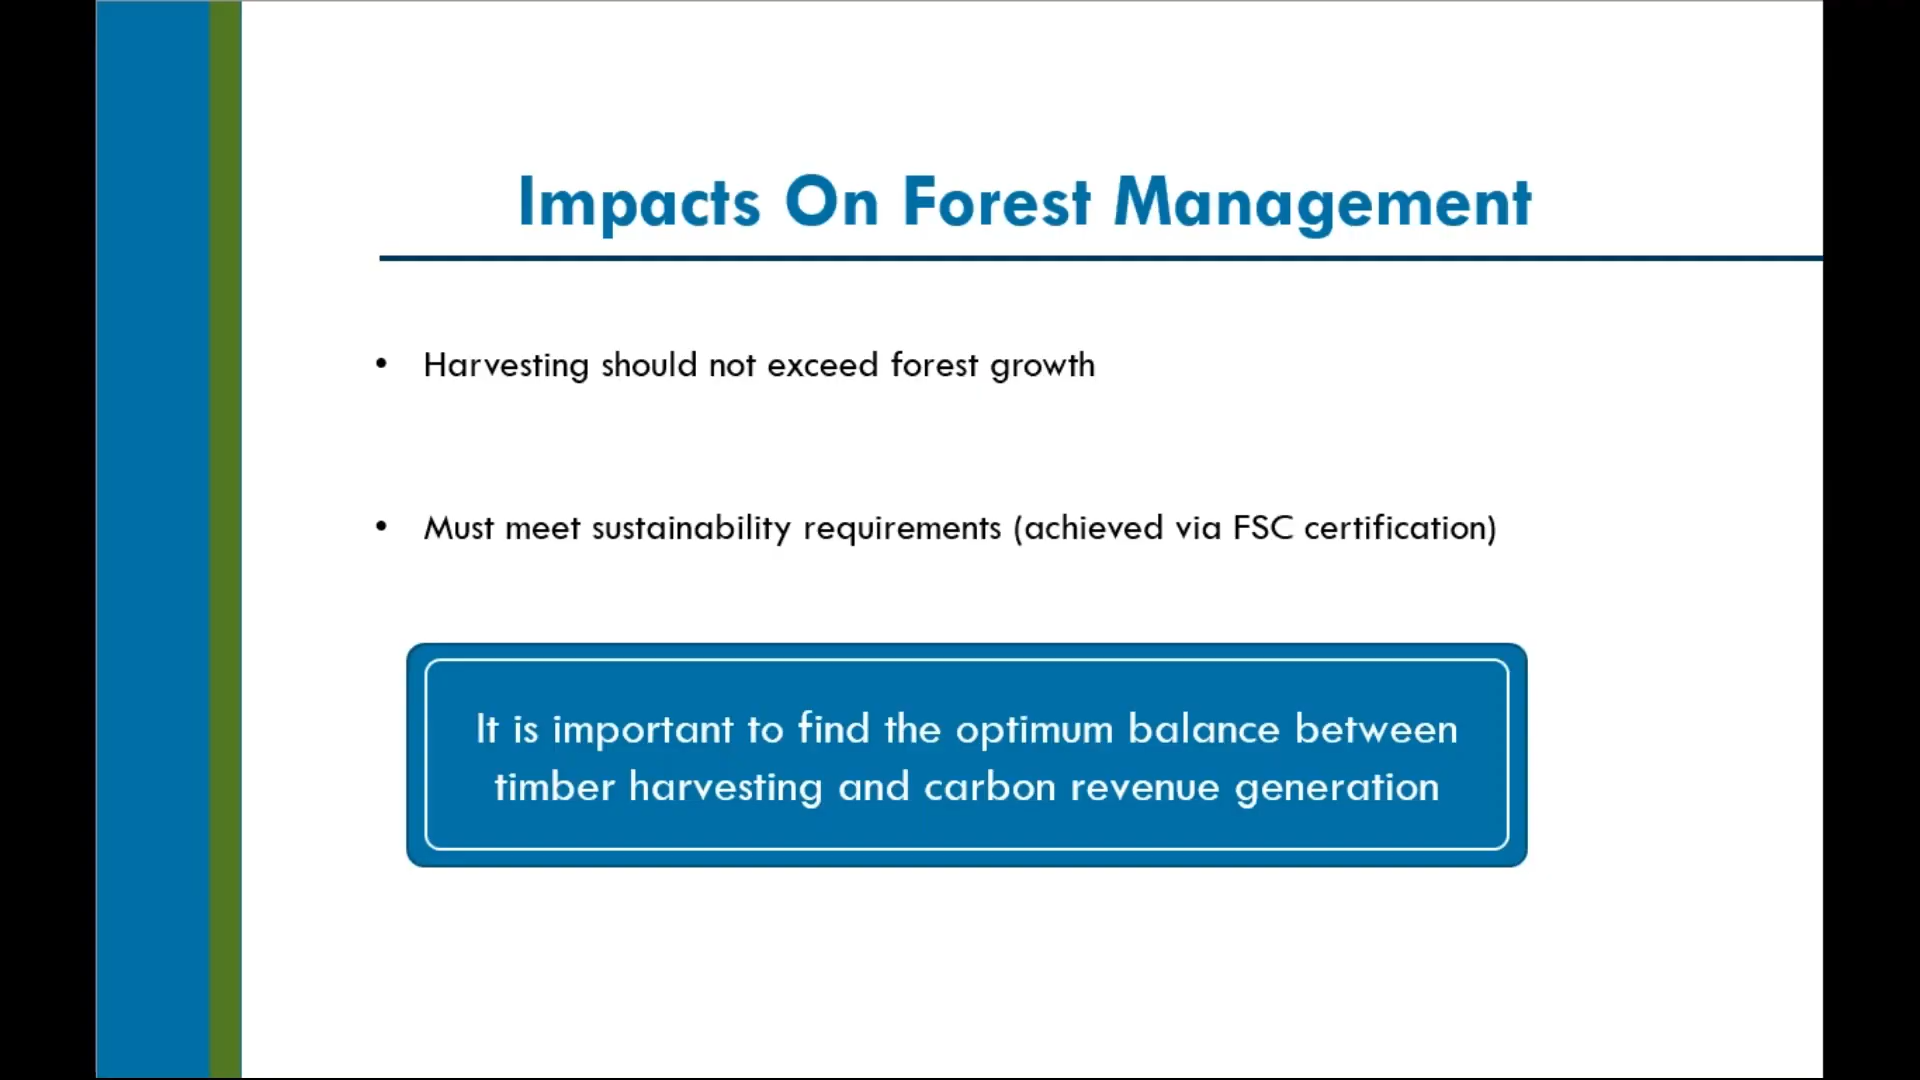 Impacts On Forest Management
• Harvesting should not exceed forest growth
• Must meet sustainability requirements (achieved via FSC certification)
It is important to find the optimum balance between
timber harvesting and carbon revenue generation